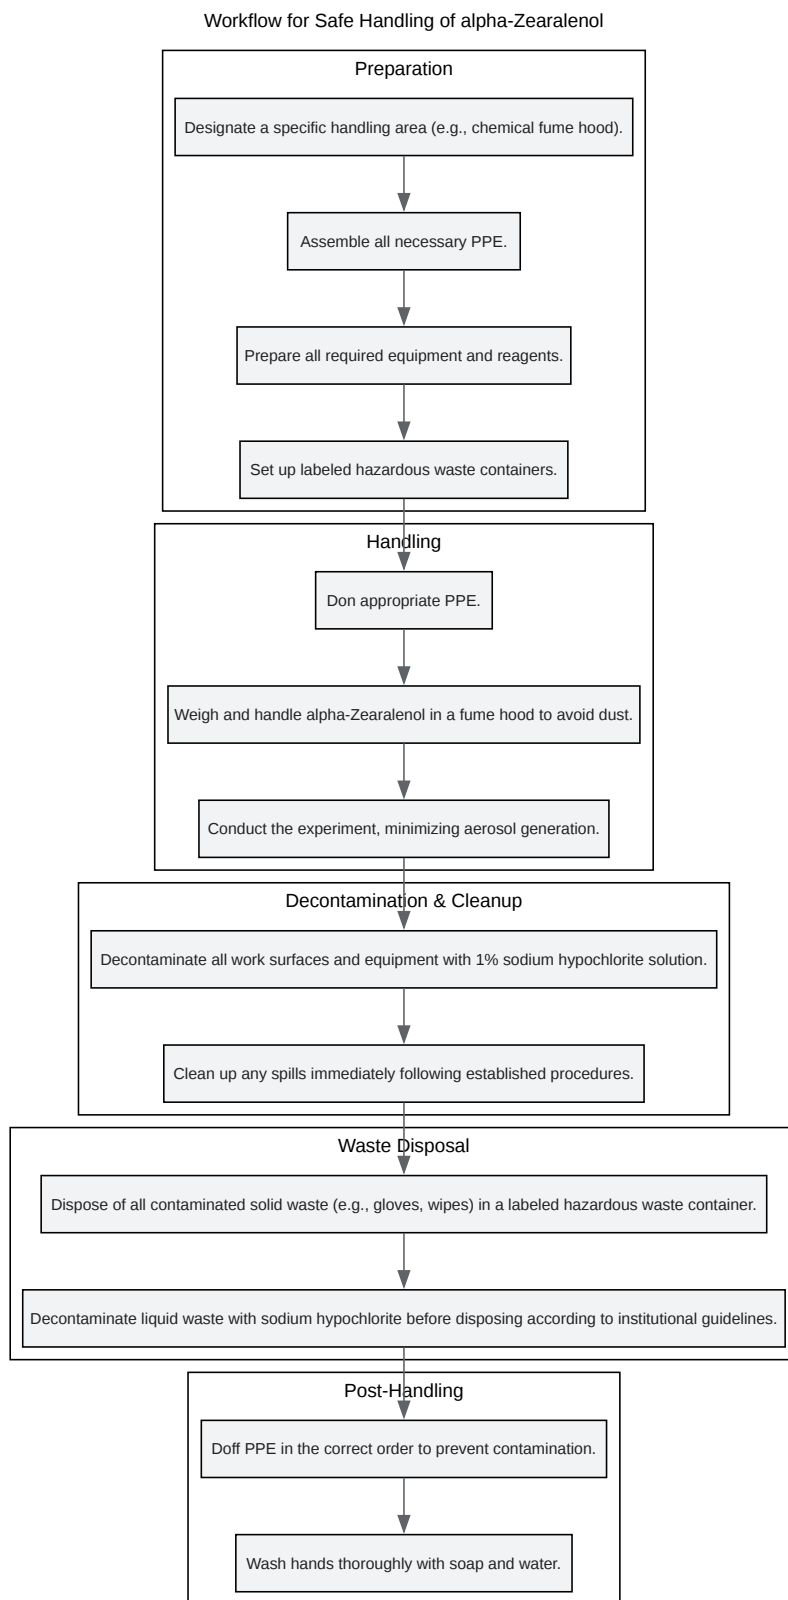 Workflow for Safe Handling of alpha-Zearalenol
Preparation
Designate a specific handling area (e.g., chemical fume hood).
Assemble all necessary PPE.
Prepare all required equipment and reagents.
Set up labeled hazardous waste containers.
Handling
Don appropriate PPE.
Weigh and handle alpha-Zearalenol in a fume hood to avoid dust.
Conduct the experiment, minimizing aerosol generation.
Decontamination & Cleanup
Decontaminate all work surfaces and equipment with 1% sodium hypochlorite solution.
Clean up any spills immediately following established procedures.
Waste Disposal
Dispose of all contaminated solid waste (e.g., gloves, wipes) in a labeled hazardous waste container.
Decontaminate liquid waste with sodium hypochlorite before disposing according to institutional guidelines.
Post-Handling
Doff PPE in the correct order to prevent contamination.
Wash hands thoroughly with soap and water.